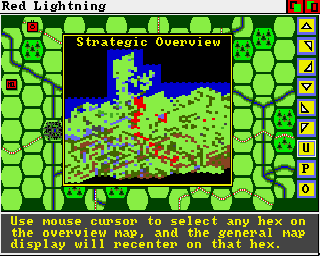 Red Lightning
Strategic Overview
U
P
O
Use mouse cursor to select any hex on
the overview map, and the general map
display will recenter on that hex.